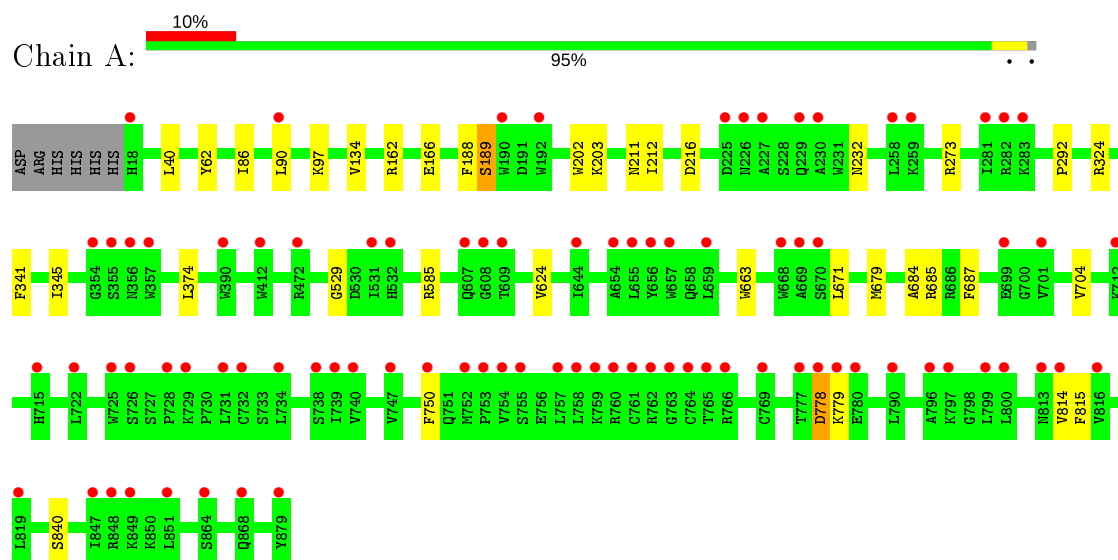 10%
Chain A:
95%
• •
ASP ARG HIS HIS HIS HIS H18 L40 Y62 I86 L90 K97 V134 R162 E166 F188 S189 W190 D191 W192 W202 K203 N211 I212 D216 D225 N226 A227 S228 Q229 A230 W231 N232 L258 K259 R273 I281 R282 K283 P292 R324
F341 I345 G354 S355 N356 W357 L374 W390 W412 R472 G529 D530 I531 H532 R585 Q607 G608 T609 V624 I644 A654 L655 Y656 W657 Q658 L659 W663 W668 A669 S670 L671 M679 A684 R685 R686 F687 E699 G700 V701 V704
H715 L722 W725 S726 S727 P728 K729 P730 L731 C732 S733 L734 S738 I739 V740 V747 F750 Q751 M752 P753 V754 S755 E756 L757 L758 K759 R760 C761 R762 G763 C764 T765 R766 C769 T777 D778 K779 E780 L790 A796 K797 G798 L799 L800 N813 V814 F815 V816
L819 S840 I847 R848 K849 K850 L851 S864 Q868 Y879